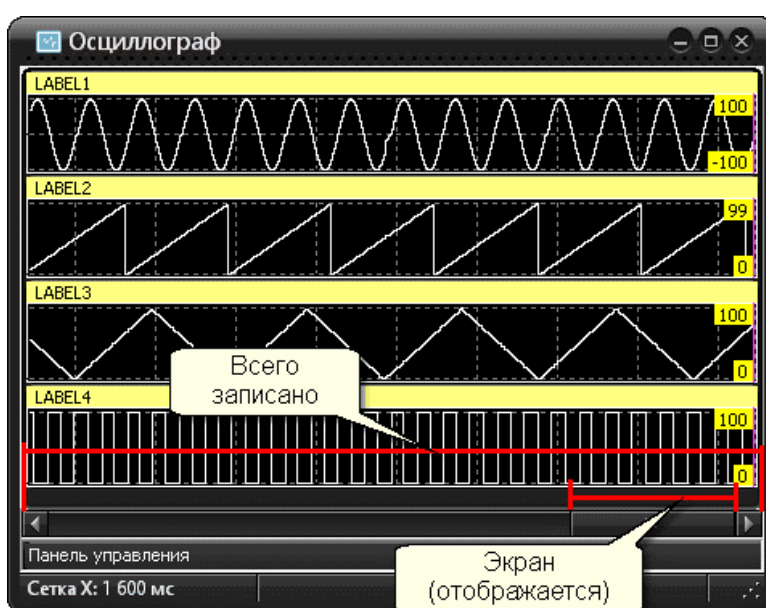 Осциллограф
LABEL1
100
-100
LABEL2
99
0
LABEL3
100
0
Всего
записано
LABEL4
100
0
Панель управления
Экран
(отображается)
Сетка X: 1 600 мс